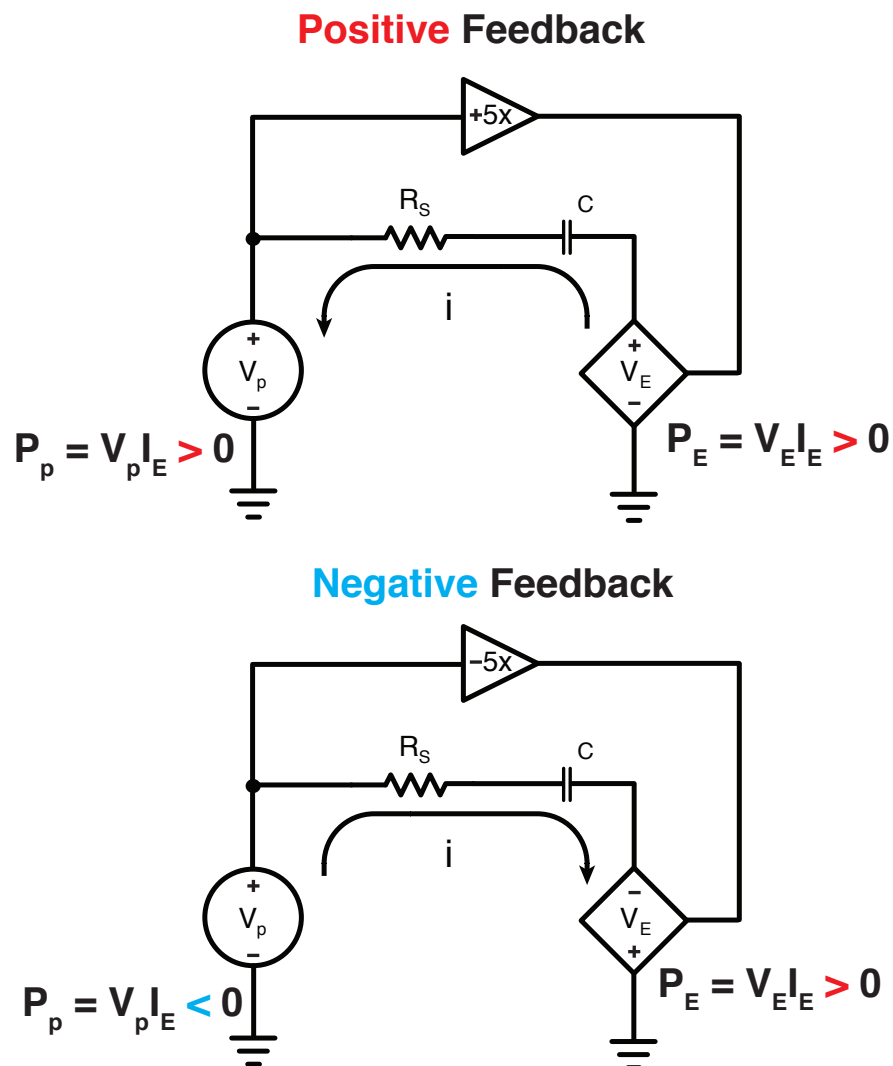 Positive Feedback
+5x
R_S
C
i
+
V_p
−
+
V_E
−
P_p = V_pI_E > 0
P_E = V_EI_E > 0
Negative Feedback
−5x
R_S
C
i
+
V_p
−
−
V_E
+
P_p = V_pI_E < 0
P_E = V_EI_E > 0